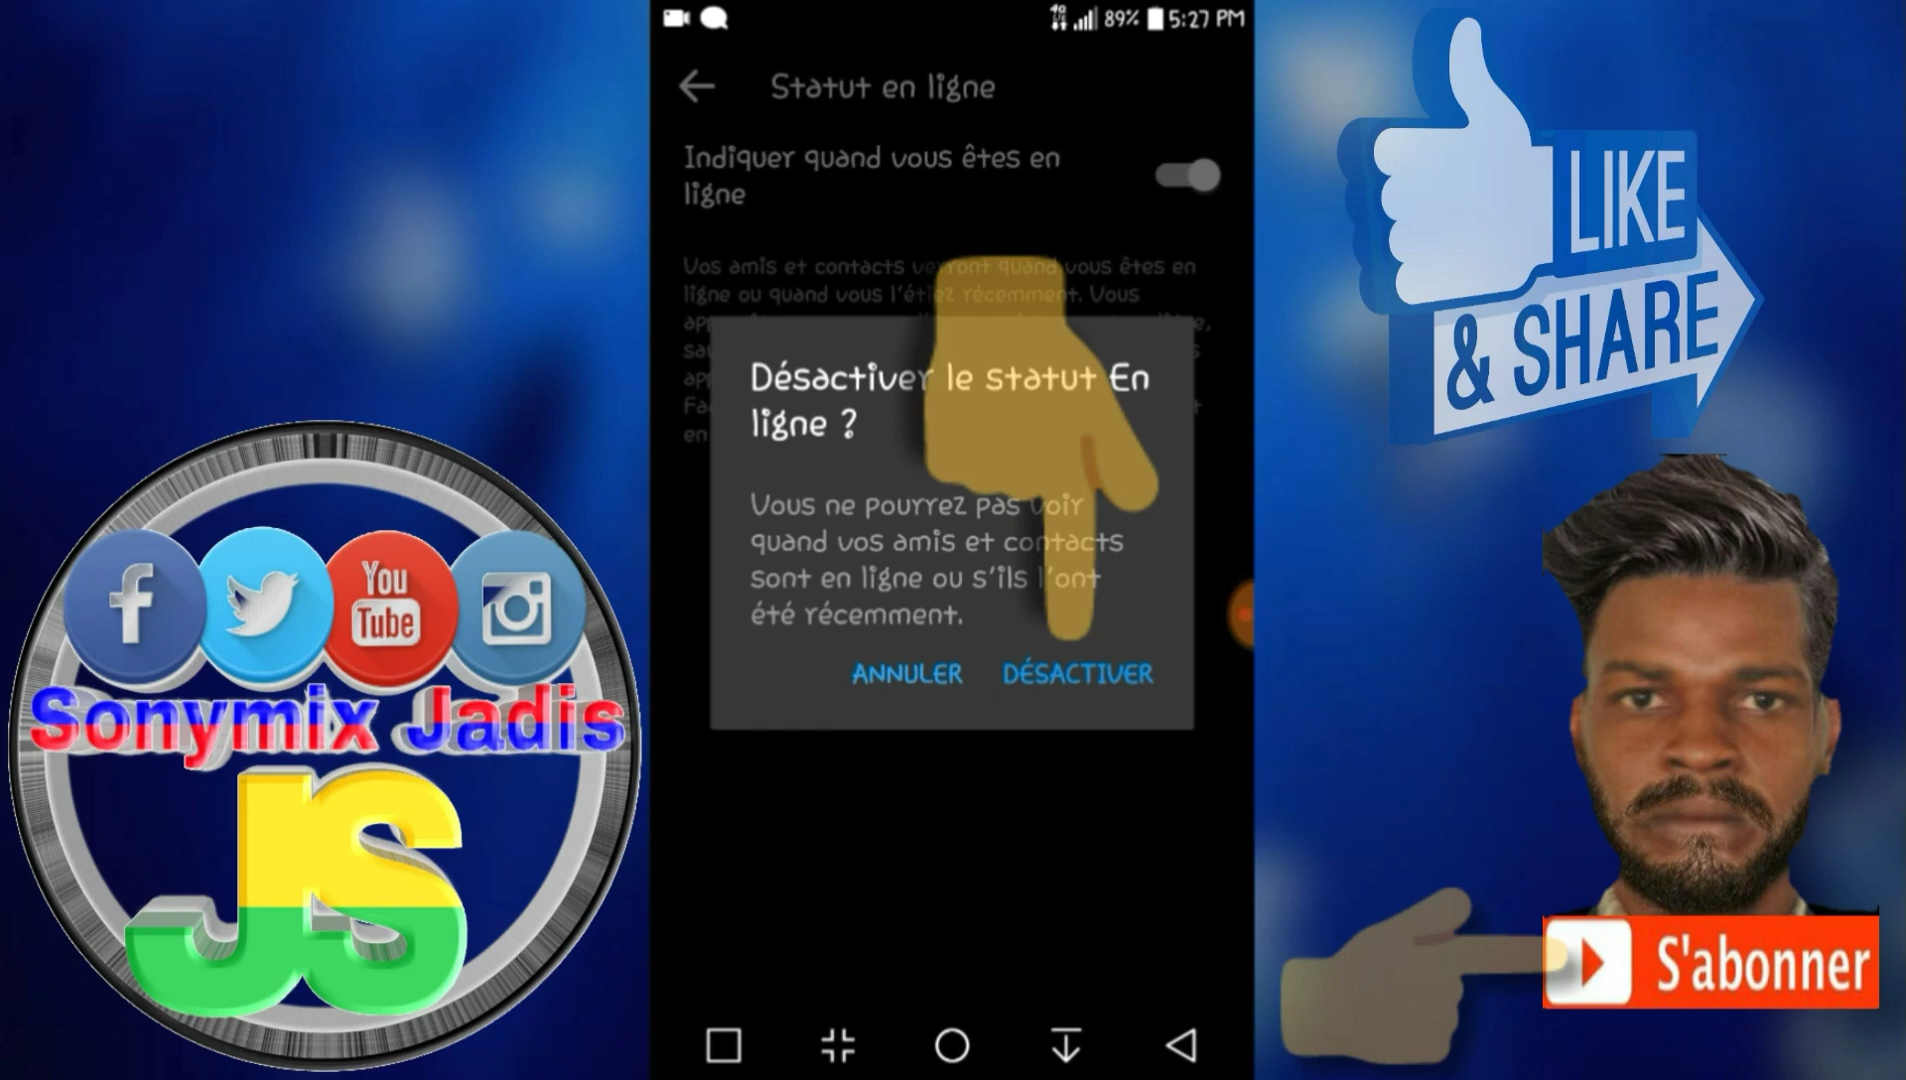 89% 5:27 PM
Statut en ligne
Indiquer quand vous êtes en
ligne
Vos amis et contacts verront quand vous êtes en
ligne ou quand vous l'étiez récemment. Vous
Désactiver le statut En
ligne ?
Vous ne pourrez pas voir
quand vos amis et contacts
sont en ligne ou s'ils l'ont
été récemment.
ANNULER DÉSACTIVER
LIKE
& SHARE
You
Tube
Sonymix Jadis
JS
S'abonner